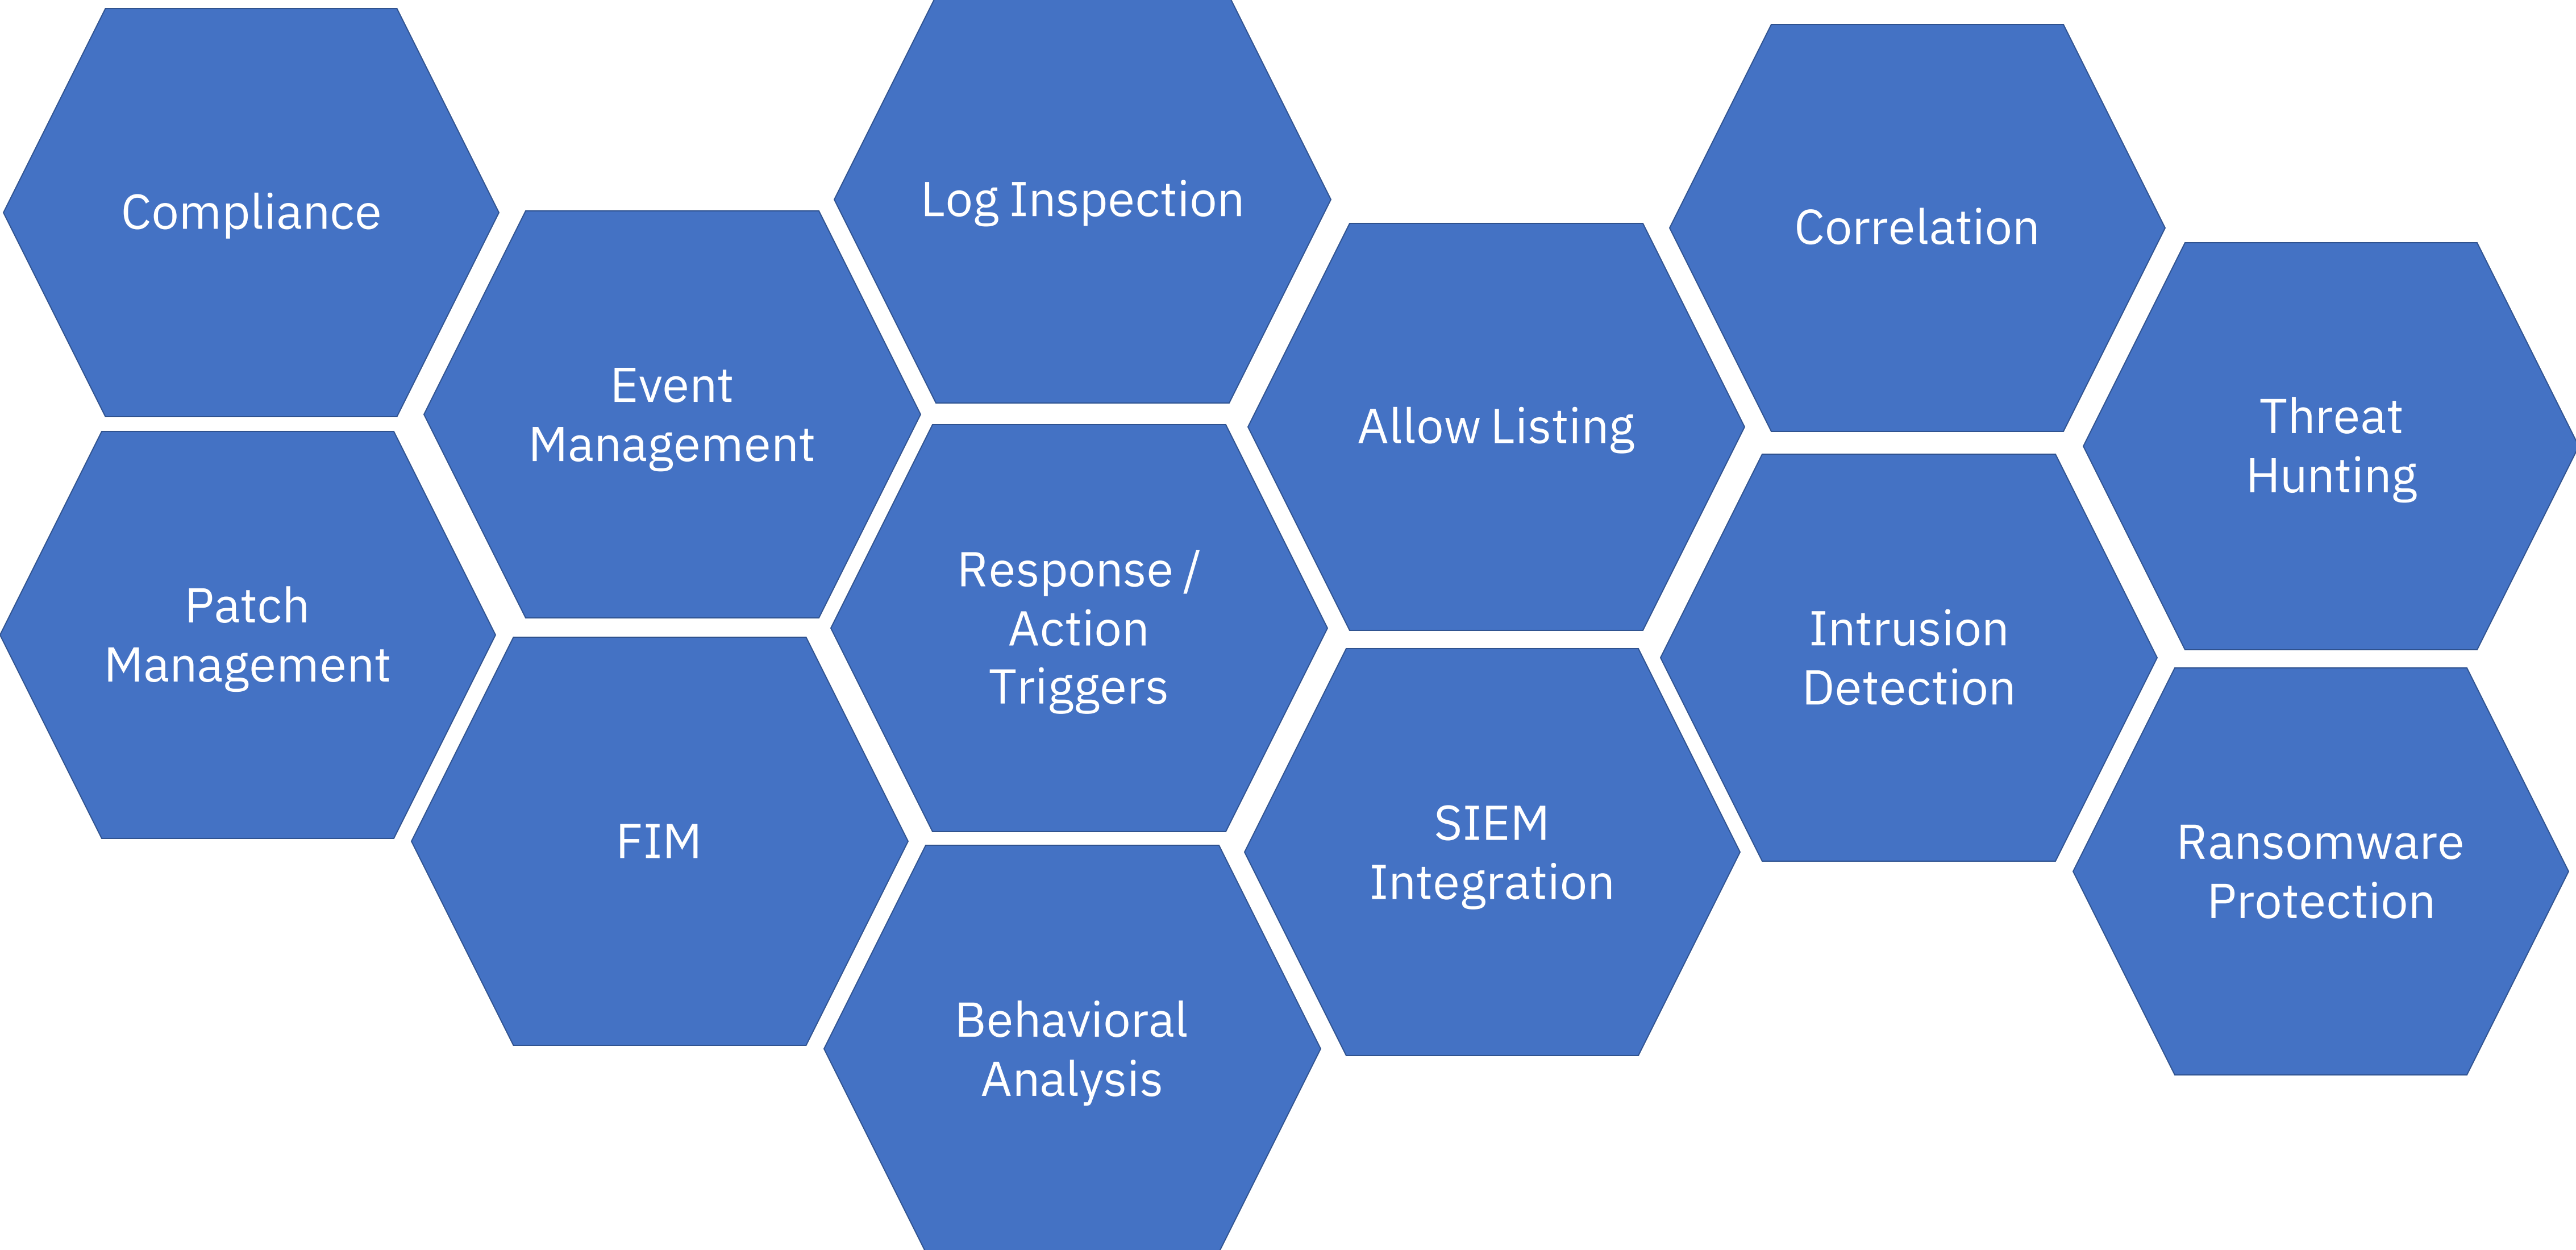 Compliance
Patch
Management
Event
Management
FIM
Log Inspection
Response /
Action
Triggers
Behavioral
Analysis
Allow Listing
SIEM
Integration
Correlation
Intrusion
Detection
Threat
Hunting
Ransomware
Protection